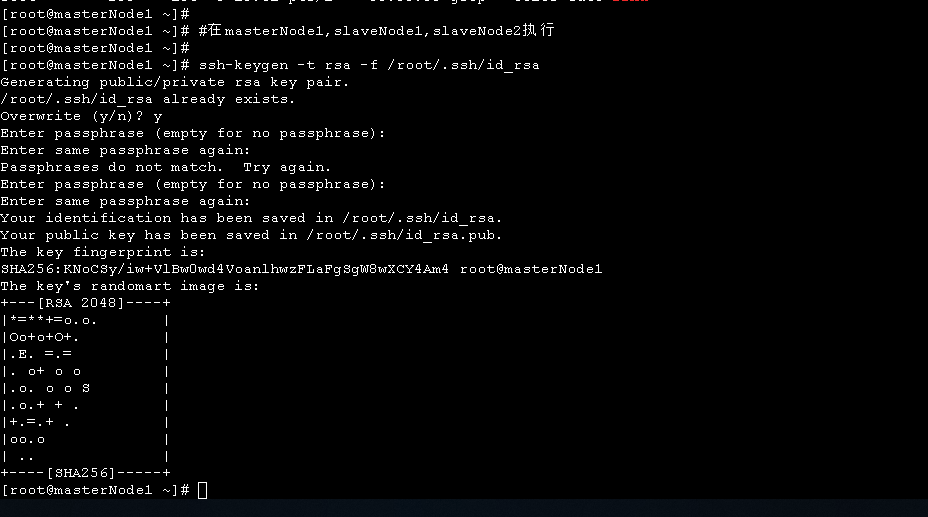 [root@masterNode1 ~]#
[root@masterNode1 ~]# #在masterNode1,slaveNode1,slaveNode2执行
[root@masterNode1 ~]#
[root@masterNode1 ~]# ssh-keygen -t rsa -f /root/.ssh/id_rsa
Generating public/private rsa key pair.
/root/.ssh/id_rsa already exists.
Overwrite (y/n)? y
Enter passphrase (empty for no passphrase):
Enter same passphrase again:
Passphrases do not match.  Try again.
Enter passphrase (empty for no passphrase):
Enter same passphrase again:
Your identification has been saved in /root/.ssh/id_rsa.
Your public key has been saved in /root/.ssh/id_rsa.pub.
The key fingerprint is:
SHA256:KNoCSy/iw+VlBw0wd4VoanlhwzFLaFgSgW8wXCY4Am4 root@masterNode1
The key's randomart image is:
+---[RSA 2048]----+
|*=**+=o.o.       |
|Oo+o+O+.         |
|.E. =.=          |
|. o+ o o         |
|.o. o o S        |
|.o.+ + .         |
|+.=.+ .          |
|oo.o             |
| ..              |
+----[SHA256]-----+
[root@masterNode1 ~]#